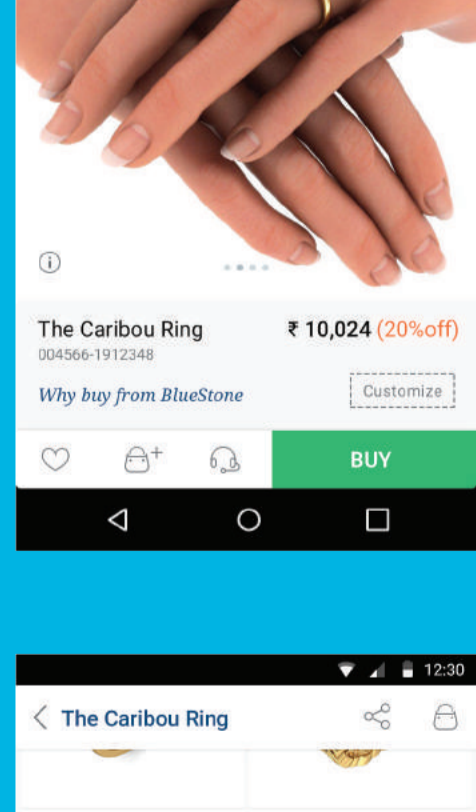 The Caribou Ring ₹ 10,024 (20%off)
004566-1912348
Why buy from BlueStone Customize
BUY
12:30
The Caribou Ring